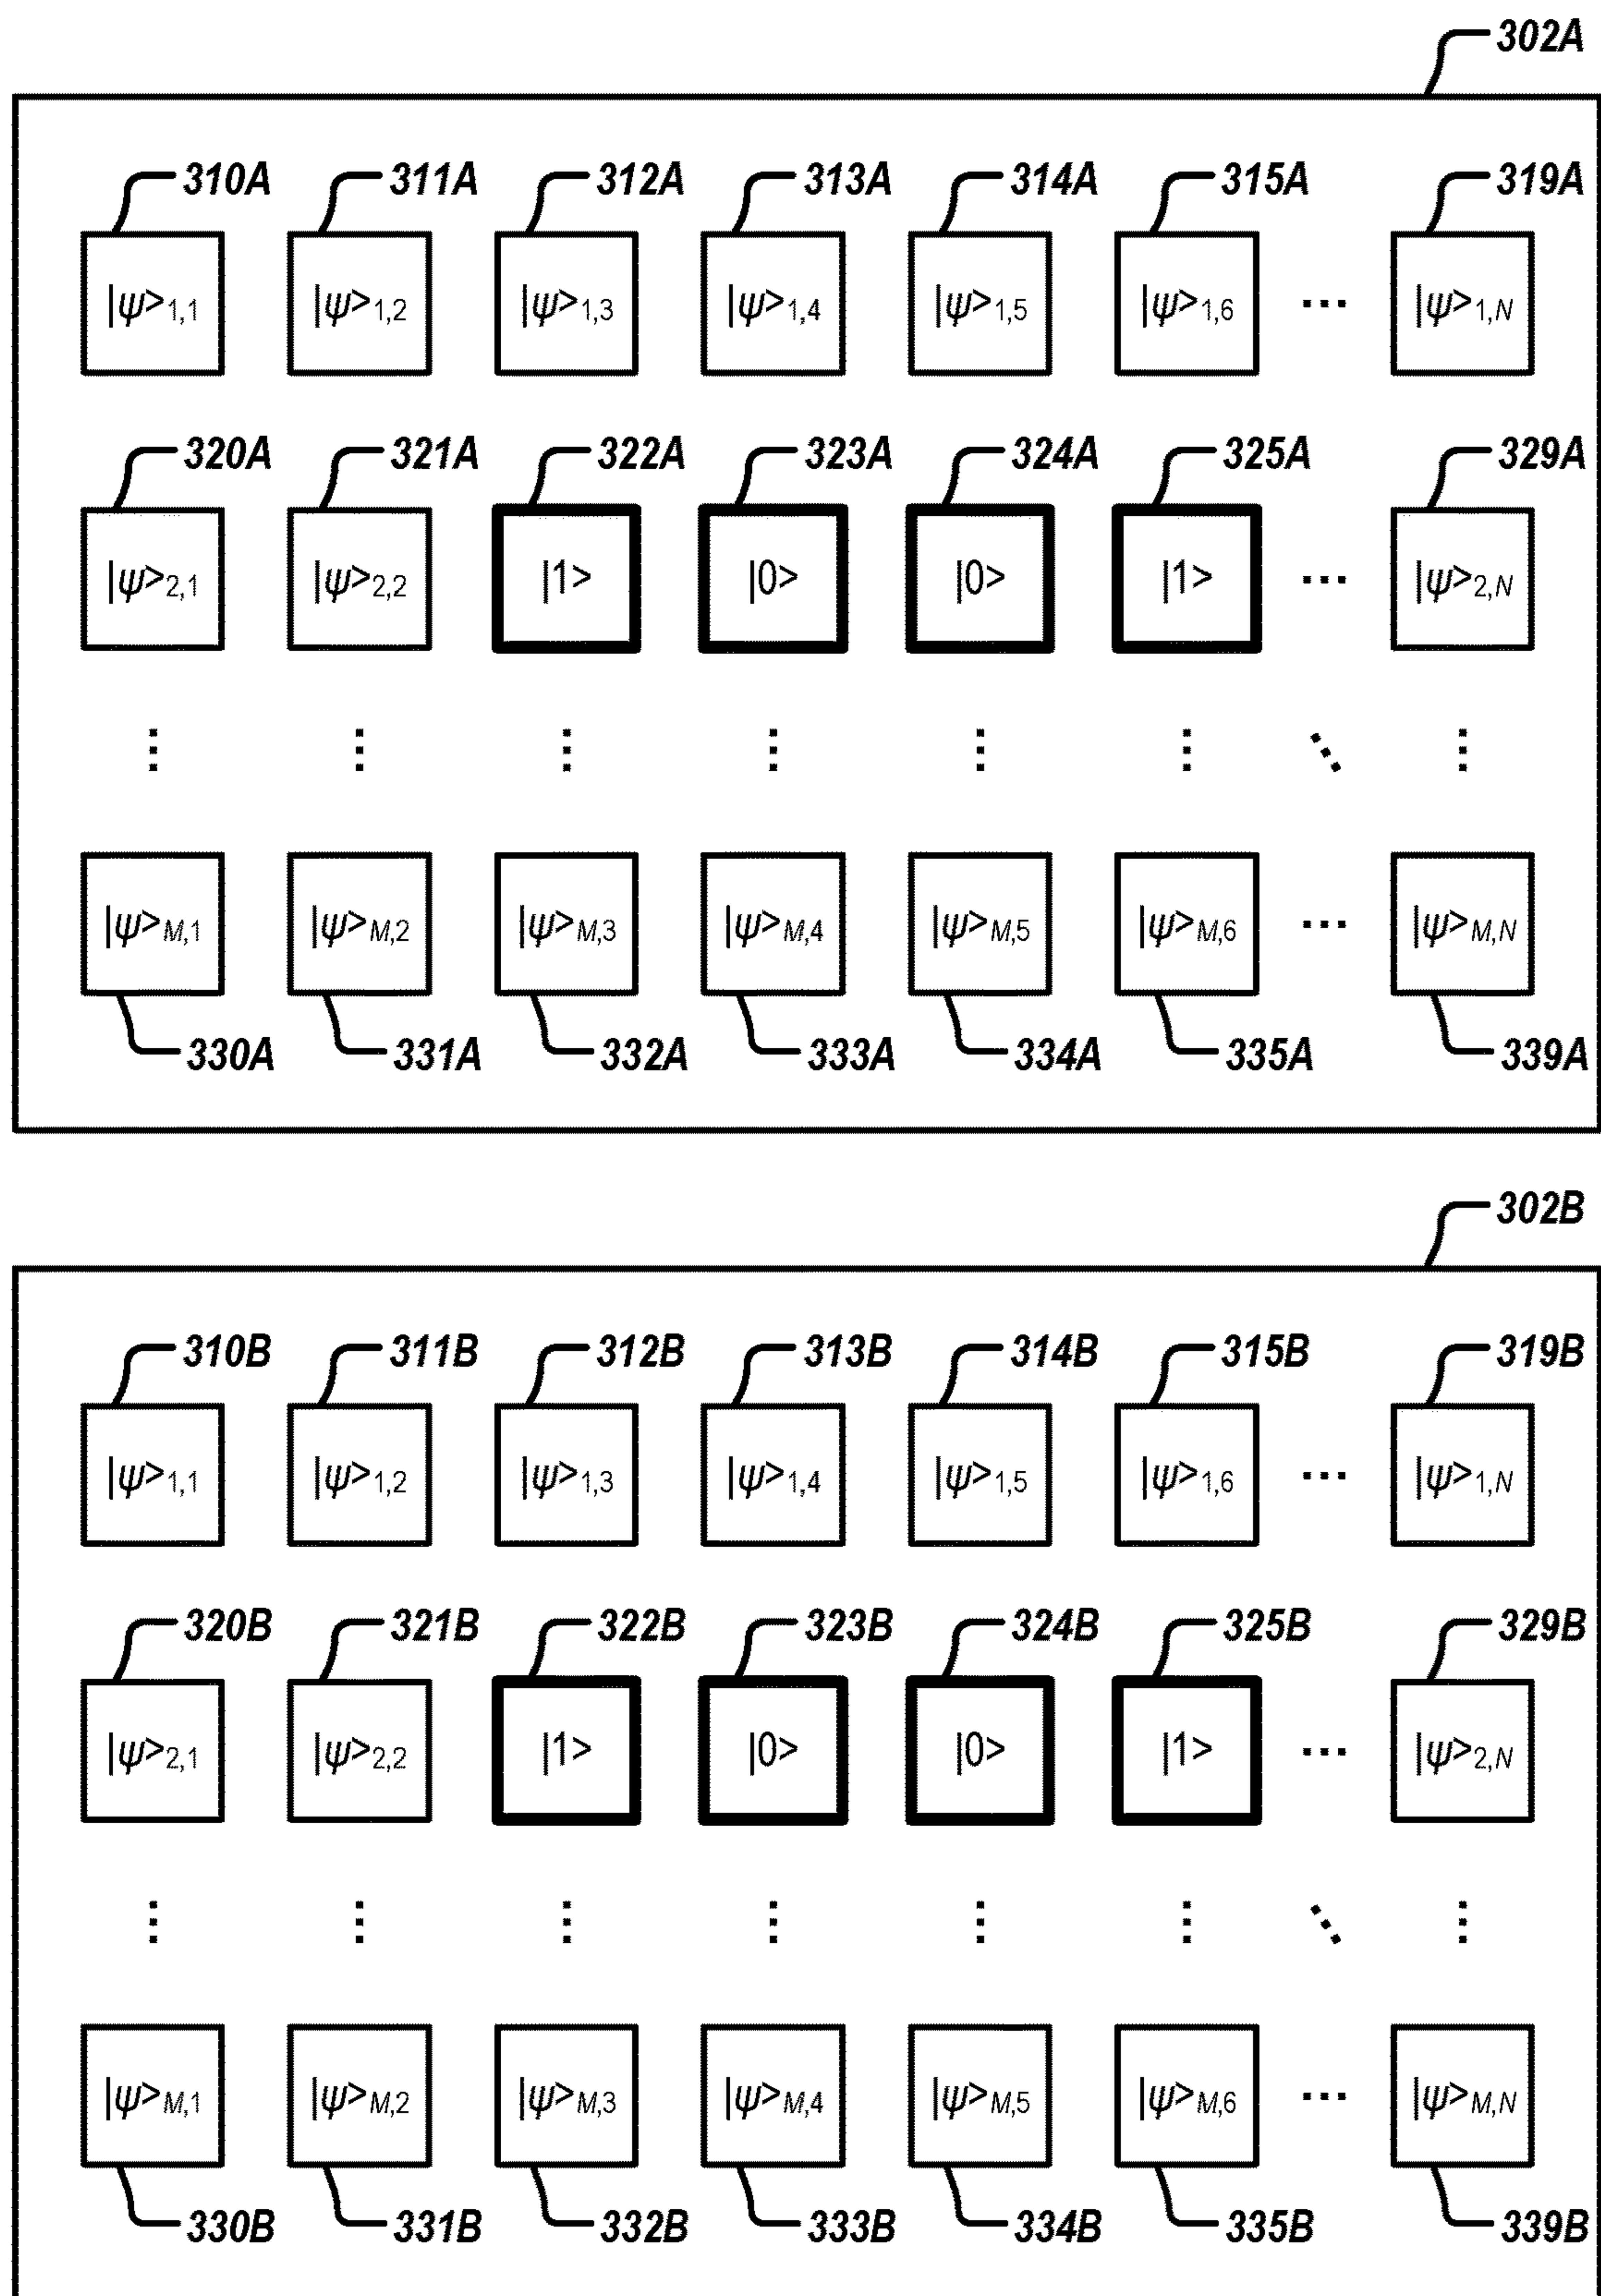 302A
310A 311A 312A 313A 314A 315A 319A
|ψ>1,1 |ψ>1,2 |ψ>1,3 |ψ>1,4 |ψ>1,5 |ψ>1,6 ... |ψ>1,N
320A 321A 322A 323A 324A 325A 329A
|ψ>2,1 |ψ>2,2 |1> |0> |0> |1> ... |ψ>2,N
|ψ>M,1 |ψ>M,2 |ψ>M,3 |ψ>M,4 |ψ>M,5 |ψ>M,6 ... |ψ>M,N
330A 331A 332A 333A 334A 335A 339A
302B
310B 311B 312B 313B 314B 315B 319B
|ψ>1,1 |ψ>1,2 |ψ>1,3 |ψ>1,4 |ψ>1,5 |ψ>1,6 ... |ψ>1,N
320B 321B 322B 323B 324B 325B 329B
|ψ>2,1 |ψ>2,2 |1> |0> |0> |1> ... |ψ>2,N
|ψ>M,1 |ψ>M,2 |ψ>M,3 |ψ>M,4 |ψ>M,5 |ψ>M,6 ... |ψ>M,N
330B 331B 332B 333B 334B 335B 339B